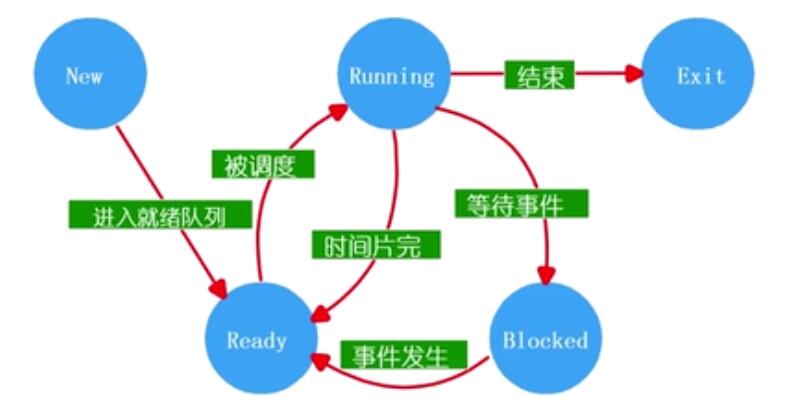 New
Running
结束
Exit
被调度
进入就绪队列
等待事件
时间片完
Ready
事件发生
Blocked